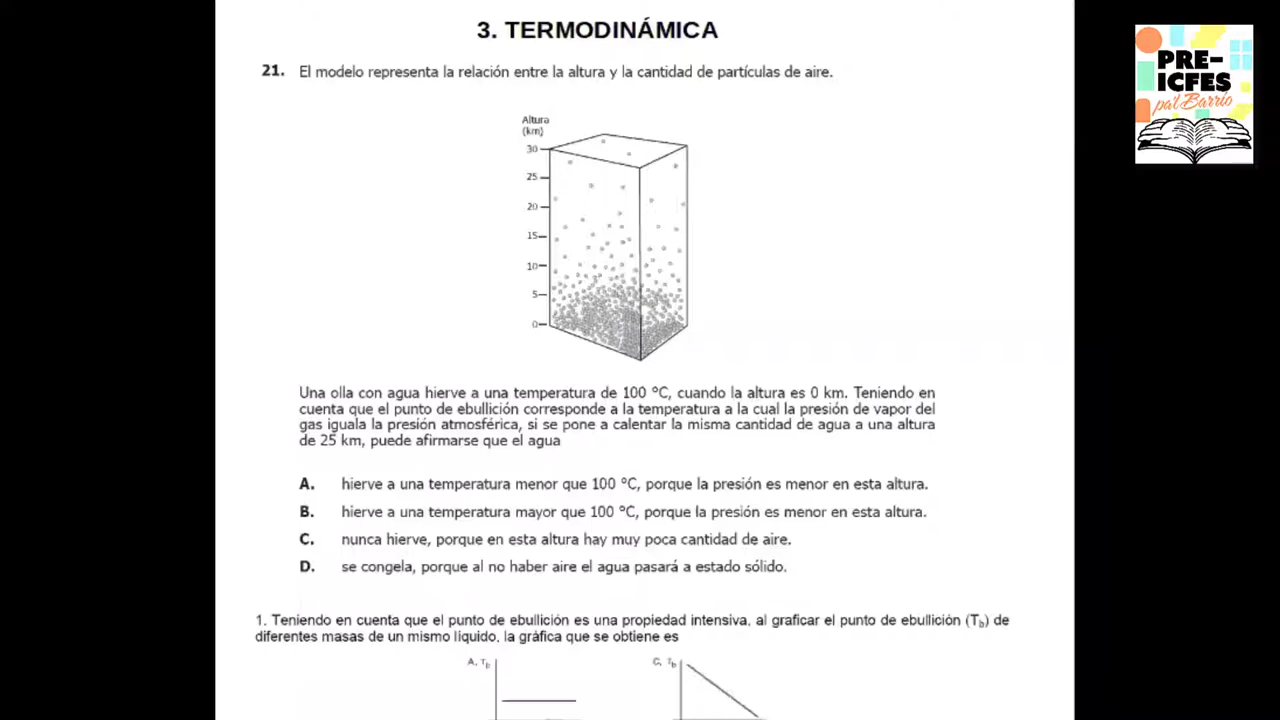 3. TERMODINÁMICA
PRE-
ICFES
pa'l Barrio
21. El modelo representa la relación entre la altura y la cantidad de partículas de aire.
Altura
(km)
30
25
20
15
10
5
0
Una olla con agua hierve a una temperatura de 100 °C, cuando la altura es 0 km. Teniendo en
cuenta que el punto de ebullición corresponde a la temperatura a la cual la presión de vapor del
gas iguala la presión atmosférica, si se pone a calentar la misma cantidad de agua a una altura
de 25 km, puede afirmarse que el agua
A. hierve a una temperatura menor que 100 °C, porque la presión es menor en esta altura.
B. hierve a una temperatura mayor que 100 °C, porque la presión es menor en esta altura.
C. nunca hierve, porque en esta altura hay muy poca cantidad de aire.
D. se congela, porque al no haber aire el agua pasará a estado sólido.
1. Teniendo en cuenta que el punto de ebullición es una propiedad intensiva, al graficar el punto de ebullición (Tb) de
diferentes masas de un mismo líquido, la gráfica que se obtiene es
A. Tb
C. Tb